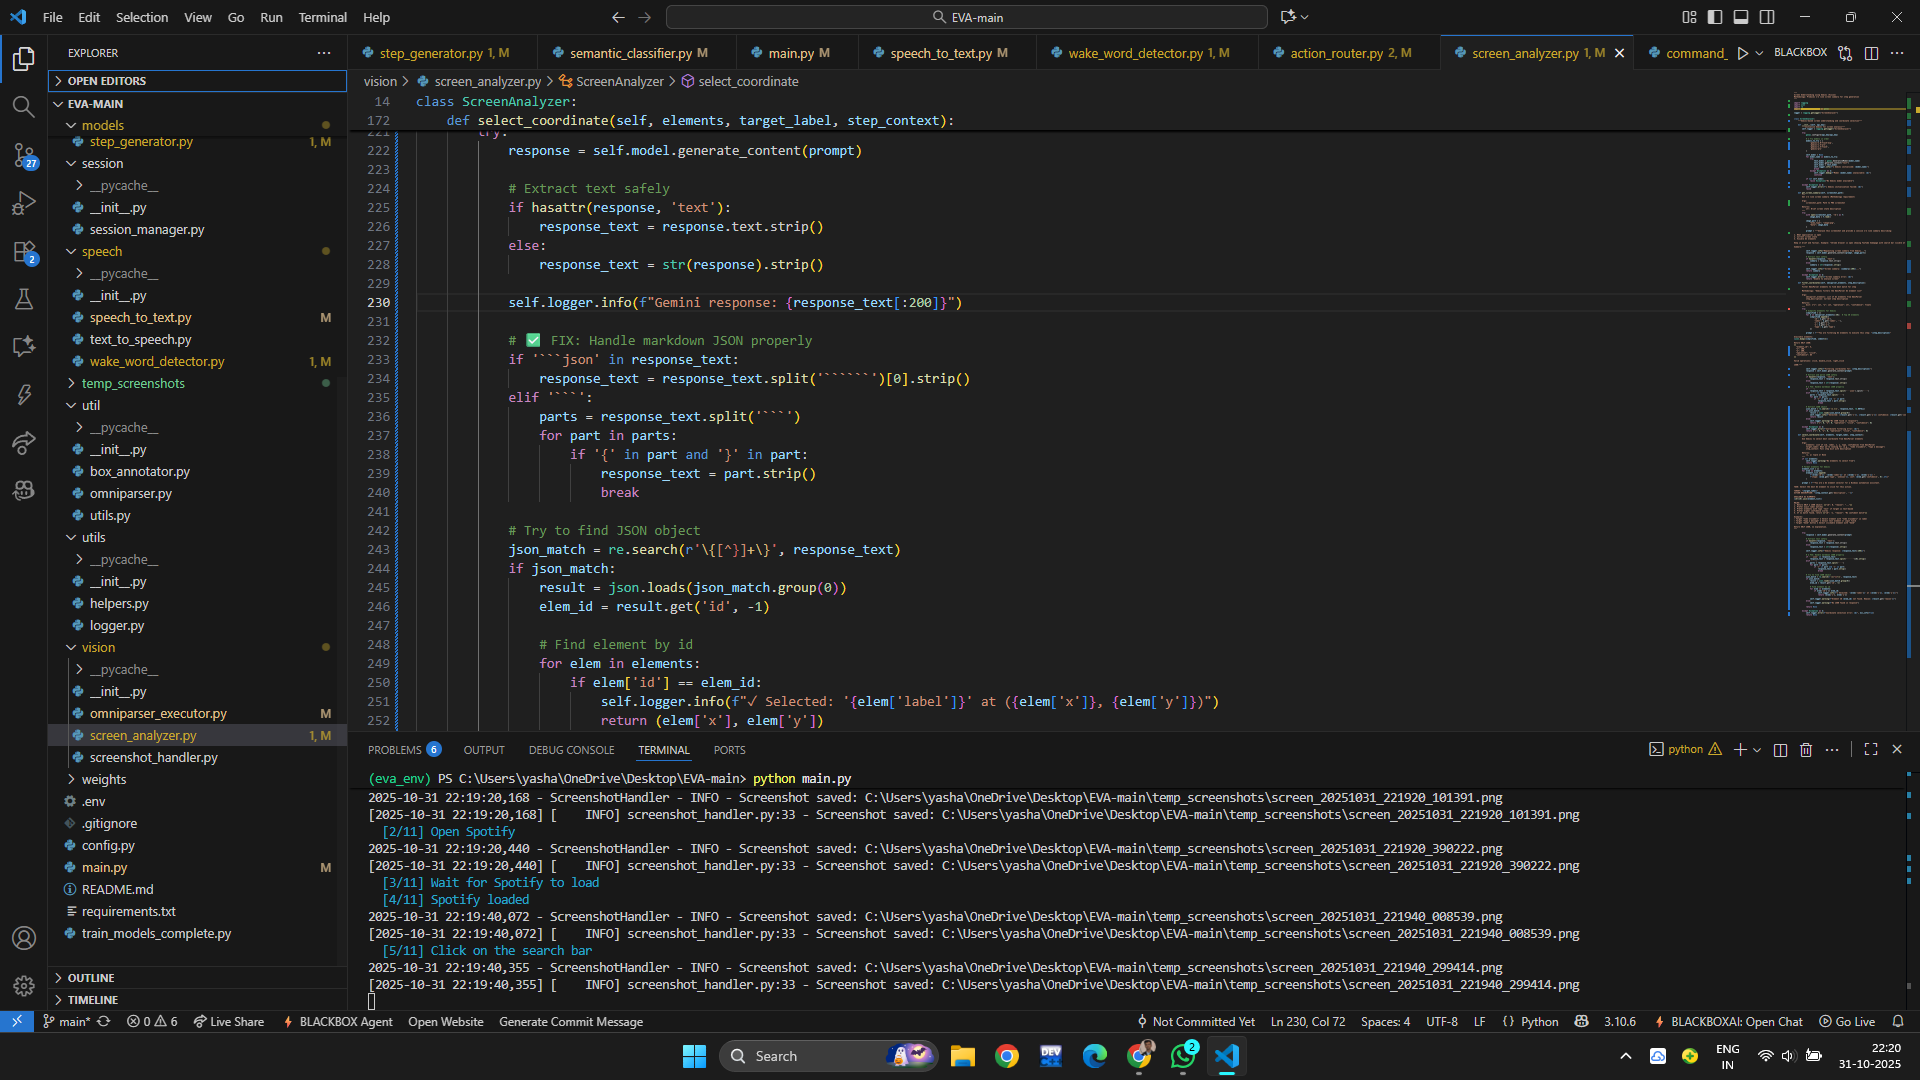 File Edit Selection View Go Run Terminal Help
EVA-main
EXPLORER
OPEN EDITORS
EVA-MAIN
models
step_generator.py 1, M
session
__pycache__
__init__.py
session_manager.py
speech
__pycache__
__init__.py
speech_to_text.py M
text_to_speech.py
wake_word_detector.py 1, M
temp_screenshots
util
__pycache__
__init__.py
box_annotator.py
omniparser.py
utils.py
utils
__pycache__
__init__.py
helpers.py
logger.py
vision
__pycache__
__init__.py
omniparser_executor.py M
screen_analyzer.py 1, M
screenshot_handler.py
weights
.env
.gitignore
config.py
main.py M
README.md
requirements.txt
train_models_complete.py
OUTLINE
TIMELINE
27
2
step_generator.py 1, M semantic_classifier.py M main.py M speech_to_text.py M wake_word_detector.py 1, M action_router.py 2, M screen_analyzer.py 1, M command_ BLACKBOX
vision > screen_analyzer.py > ScreenAnalyzer > select_coordinate
14 class ScreenAnalyzer:
172 def select_coordinate(self, elements, target_label, step_context):
221 try:
222 response = self.model.generate_content(prompt)
223
224 # Extract text safely
225 if hasattr(response, 'text'):
226 response_text = response.text.strip()
227 else:
228 response_text = str(response).strip()
229
230 self.logger.info(f"Gemini response: {response_text[:200]}")
231
232 # ✅ FIX: Handle markdown JSON properly
233 if '```json' in response_text:
234 response_text = response_text.split('``````')[0].strip()
235 elif '```':
236 parts = response_text.split('```')
237 for part in parts:
238 if '{' in part and '}' in part:
239 response_text = part.strip()
240 break
241
242 # Try to find JSON object
243 json_match = re.search(r'\{[^}]+\}', response_text)
244 if json_match:
245 result = json.loads(json_match.group(0))
246 elem_id = result.get('id', -1)
247
248 # Find element by id
249 for elem in elements:
250 if elem['id'] == elem_id:
251 self.logger.info(f"✓ Selected: '{elem['label']}' at ({elem['x']}, {elem['y']})")
252 return (elem['x'], elem['y'])
PROBLEMS 6 OUTPUT DEBUG CONSOLE TERMINAL PORTS python
(eva_env) PS C:\Users\yasha\OneDrive\Desktop\EVA-main> python main.py
2025-10-31 22:19:20,168 - ScreenshotHandler - INFO - Screenshot saved: C:\Users\yasha\OneDrive\Desktop\EVA-main\temp_screenshots\screen_20251031_221920_101391.png
[2025-10-31 22:19:20,168] [ INFO] screenshot_handler.py:33 - Screenshot saved: C:\Users\yasha\OneDrive\Desktop\EVA-main\temp_screenshots\screen_20251031_221920_101391.png
[2/11] Open Spotify
2025-10-31 22:19:20,440 - ScreenshotHandler - INFO - Screenshot saved: C:\Users\yasha\OneDrive\Desktop\EVA-main\temp_screenshots\screen_20251031_221920_390222.png
[2025-10-31 22:19:20,440] [ INFO] screenshot_handler.py:33 - Screenshot saved: C:\Users\yasha\OneDrive\Desktop\EVA-main\temp_screenshots\screen_20251031_221920_390222.png
[3/11] Wait for Spotify to load
[4/11] Spotify loaded
2025-10-31 22:19:40,072 - ScreenshotHandler - INFO - Screenshot saved: C:\Users\yasha\OneDrive\Desktop\EVA-main\temp_screenshots\screen_20251031_221940_008539.png
[2025-10-31 22:19:40,072] [ INFO] screenshot_handler.py:33 - Screenshot saved: C:\Users\yasha\OneDrive\Desktop\EVA-main\temp_screenshots\screen_20251031_221940_008539.png
[5/11] Click on the search bar
2025-10-31 22:19:40,355 - ScreenshotHandler - INFO - Screenshot saved: C:\Users\yasha\OneDrive\Desktop\EVA-main\temp_screenshots\screen_20251031_221940_299414.png
[2025-10-31 22:19:40,355] [ INFO] screenshot_handler.py:33 - Screenshot saved: C:\Users\yasha\OneDrive\Desktop\EVA-main\temp_screenshots\screen_20251031_221940_299414.png
main* 0 6 Live Share BLACKBOX Agent Open Website Generate Commit Message Not Committed Yet Ln 230, Col 72 Spaces: 4 UTF-8 LF {} Python 3.10.6 BLACKBOXAI: Open Chat Go Live
Search DEV 2 ENG 22:20
IN 31-10-2025